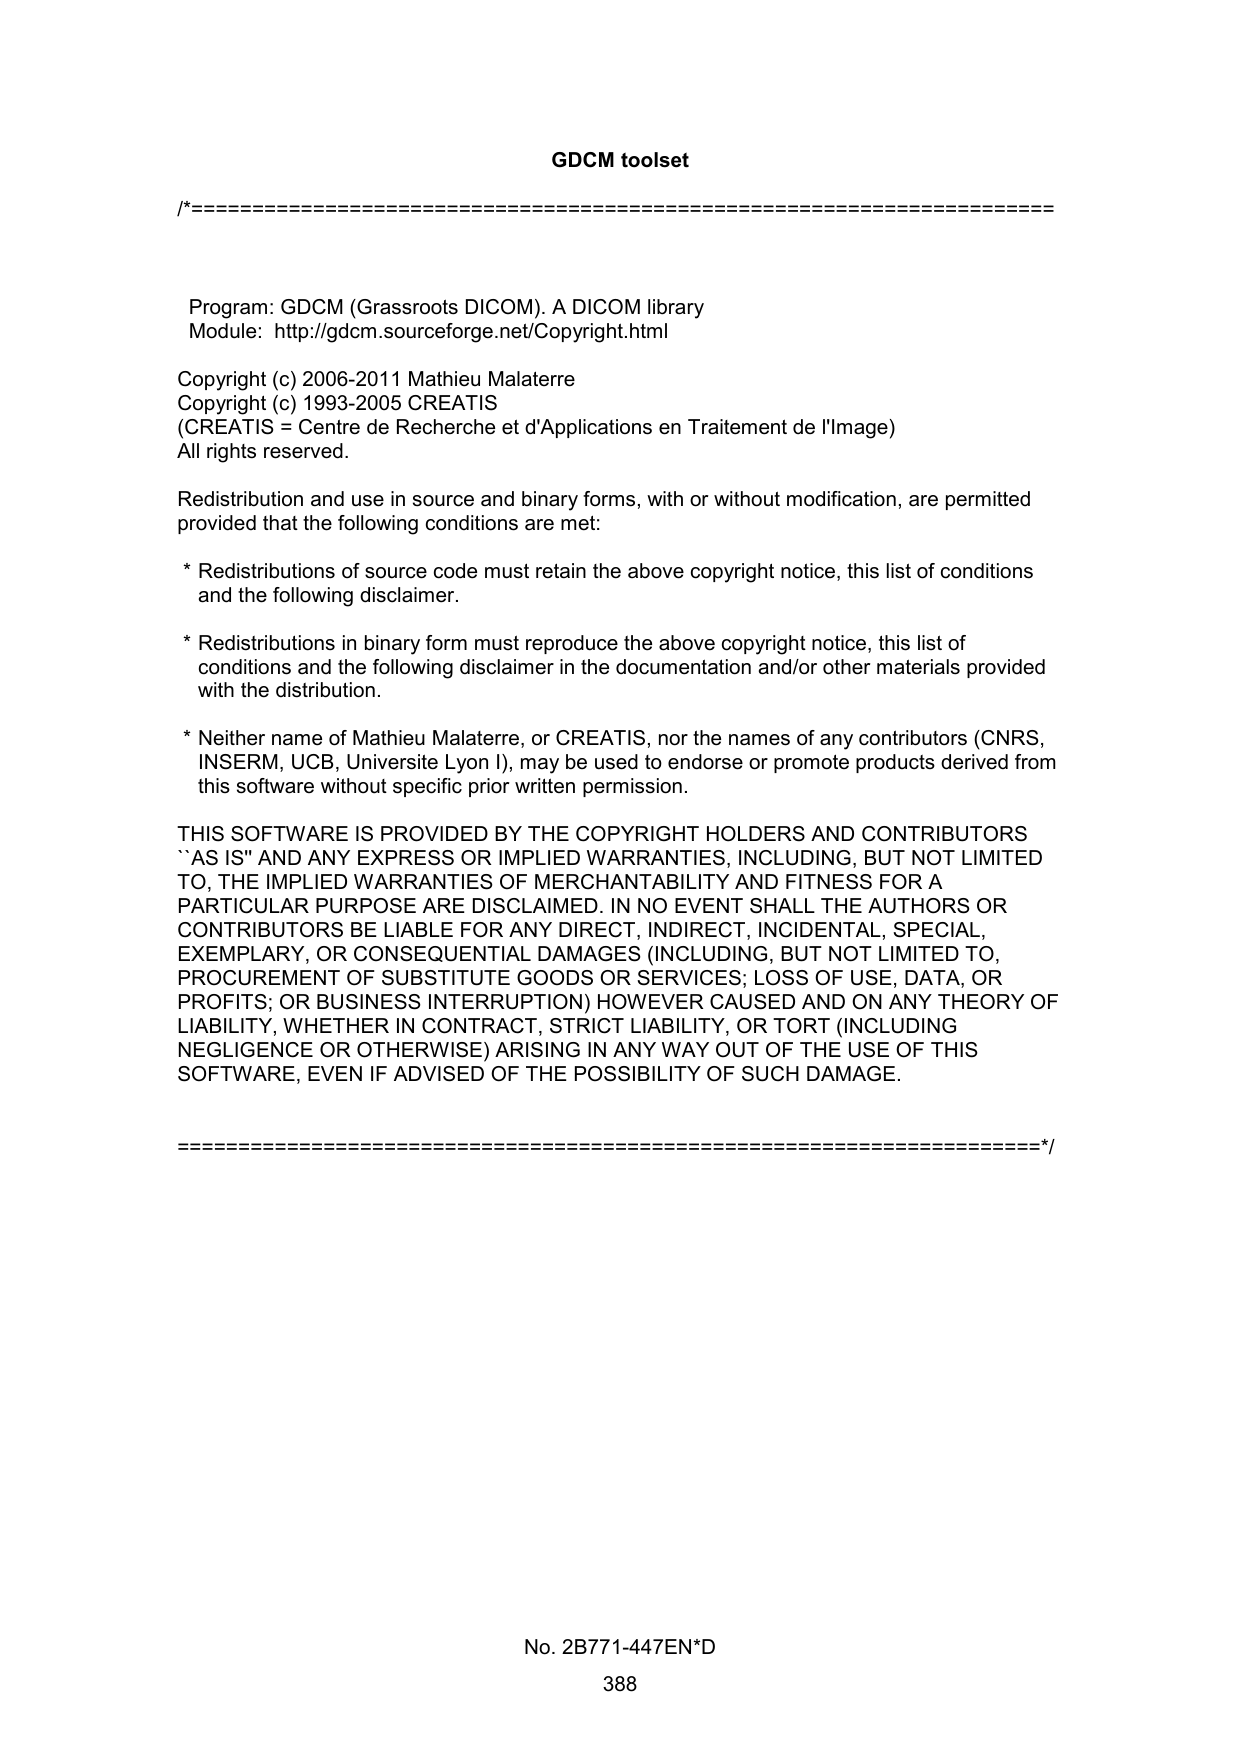 GDCM toolset
/*=======================================================================
Program: GDCM (Grassroots DICOM). A DICOM library
Module:  http://gdcm.sourceforge.net/Copyright.html
Copyright (c) 2006-2011 Mathieu Malaterre
Copyright (c) 1993-2005 CREATIS
(CREATIS = Centre de Recherche et d'Applications en Traitement de l'Image)
All rights reserved.
Redistribution and use in source and binary forms, with or without modification, are permitted
provided that the following conditions are met:
* Redistributions of source code must retain the above copyright notice, this list of conditions
and the following disclaimer.
* Redistributions in binary form must reproduce the above copyright notice, this list of
conditions and the following disclaimer in the documentation and/or other materials provided
with the distribution.
* Neither name of Mathieu Malaterre, or CREATIS, nor the names of any contributors (CNRS,
INSERM, UCB, Universite Lyon I), may be used to endorse or promote products derived from
this software without specific prior written permission.
THIS SOFTWARE IS PROVIDED BY THE COPYRIGHT HOLDERS AND CONTRIBUTORS
``AS IS'' AND ANY EXPRESS OR IMPLIED WARRANTIES, INCLUDING, BUT NOT LIMITED
TO, THE IMPLIED WARRANTIES OF MERCHANTABILITY AND FITNESS FOR A
PARTICULAR PURPOSE ARE DISCLAIMED. IN NO EVENT SHALL THE AUTHORS OR
CONTRIBUTORS BE LIABLE FOR ANY DIRECT, INDIRECT, INCIDENTAL, SPECIAL,
EXEMPLARY, OR CONSEQUENTIAL DAMAGES (INCLUDING, BUT NOT LIMITED TO,
PROCUREMENT OF SUBSTITUTE GOODS OR SERVICES; LOSS OF USE, DATA, OR
PROFITS; OR BUSINESS INTERRUPTION) HOWEVER CAUSED AND ON ANY THEORY OF
LIABILITY, WHETHER IN CONTRACT, STRICT LIABILITY, OR TORT (INCLUDING
NEGLIGENCE OR OTHERWISE) ARISING IN ANY WAY OUT OF THE USE OF THIS
SOFTWARE, EVEN IF ADVISED OF THE POSSIBILITY OF SUCH DAMAGE.
=======================================================================*/
No. 2B771-447EN*D
388